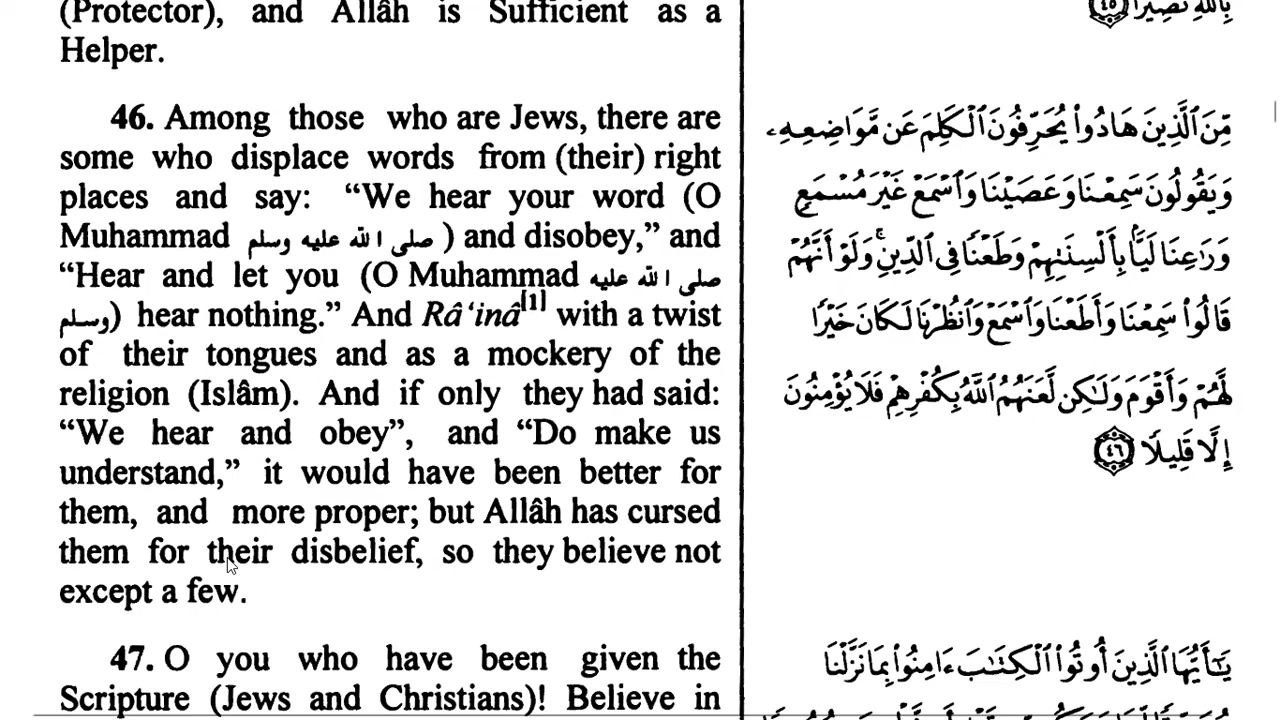 (Protector), and Allâh is Sufficient as a
Helper.
46. Among those who are Jews, there are
some who displace words from (their) right
places and say: “We hear your word (O
Muhammad صلى الله عليه وسلم ) and disobey,” and
“Hear and let you (O Muhammad صلى الله عليه
وسلم) hear nothing.” And Râ‘inâ[1] with a twist
of their tongues and as a mockery of the
religion (Islâm). And if only they had said:
“We hear and obey”, and “Do make us
understand,” it would have been better for
them, and more proper; but Allâh has cursed
them for their disbelief, so they believe not
except a few.
47. O you who have been given the
Scripture (Jews and Christians)! Believe in
بِٱللَّهِ نَصِيرًا ٤٥
مِّنَ ٱلَّذِينَ هَادُوا۟ يُحَرِّفُونَ ٱلْكَلِمَ عَن مَّوَاضِعِهِۦ
وَيَقُولُونَ سَمِعْنَا وَعَصَيْنَا وَٱسْمَعْ غَيْرَ مُسْمَعٍ
وَرَٰعِنَا لَيًّۢا بِأَلْسِنَتِهِمْ وَطَعْنًا فِى ٱلدِّينِ ۚ وَلَوْ أَنَّهُمْ
قَالُوا۟ سَمِعْنَا وَأَطَعْنَا وَٱسْمَعْ وَٱنظُرْنَا لَكَانَ خَيْرًا
لَّهُمْ وَأَقْوَمَ وَلَٰكِن لَّعَنَهُمُ ٱللَّهُ بِكُفْرِهِمْ فَلَا يُؤْمِنُونَ
إِلَّا قَلِيلًا ٤٦
يَٰٓأَيُّهَا ٱلَّذِينَ أُوتُوا۟ ٱلْكِتَٰبَ ءَامِنُوا۟ بِمَا نَزَّلْنَا